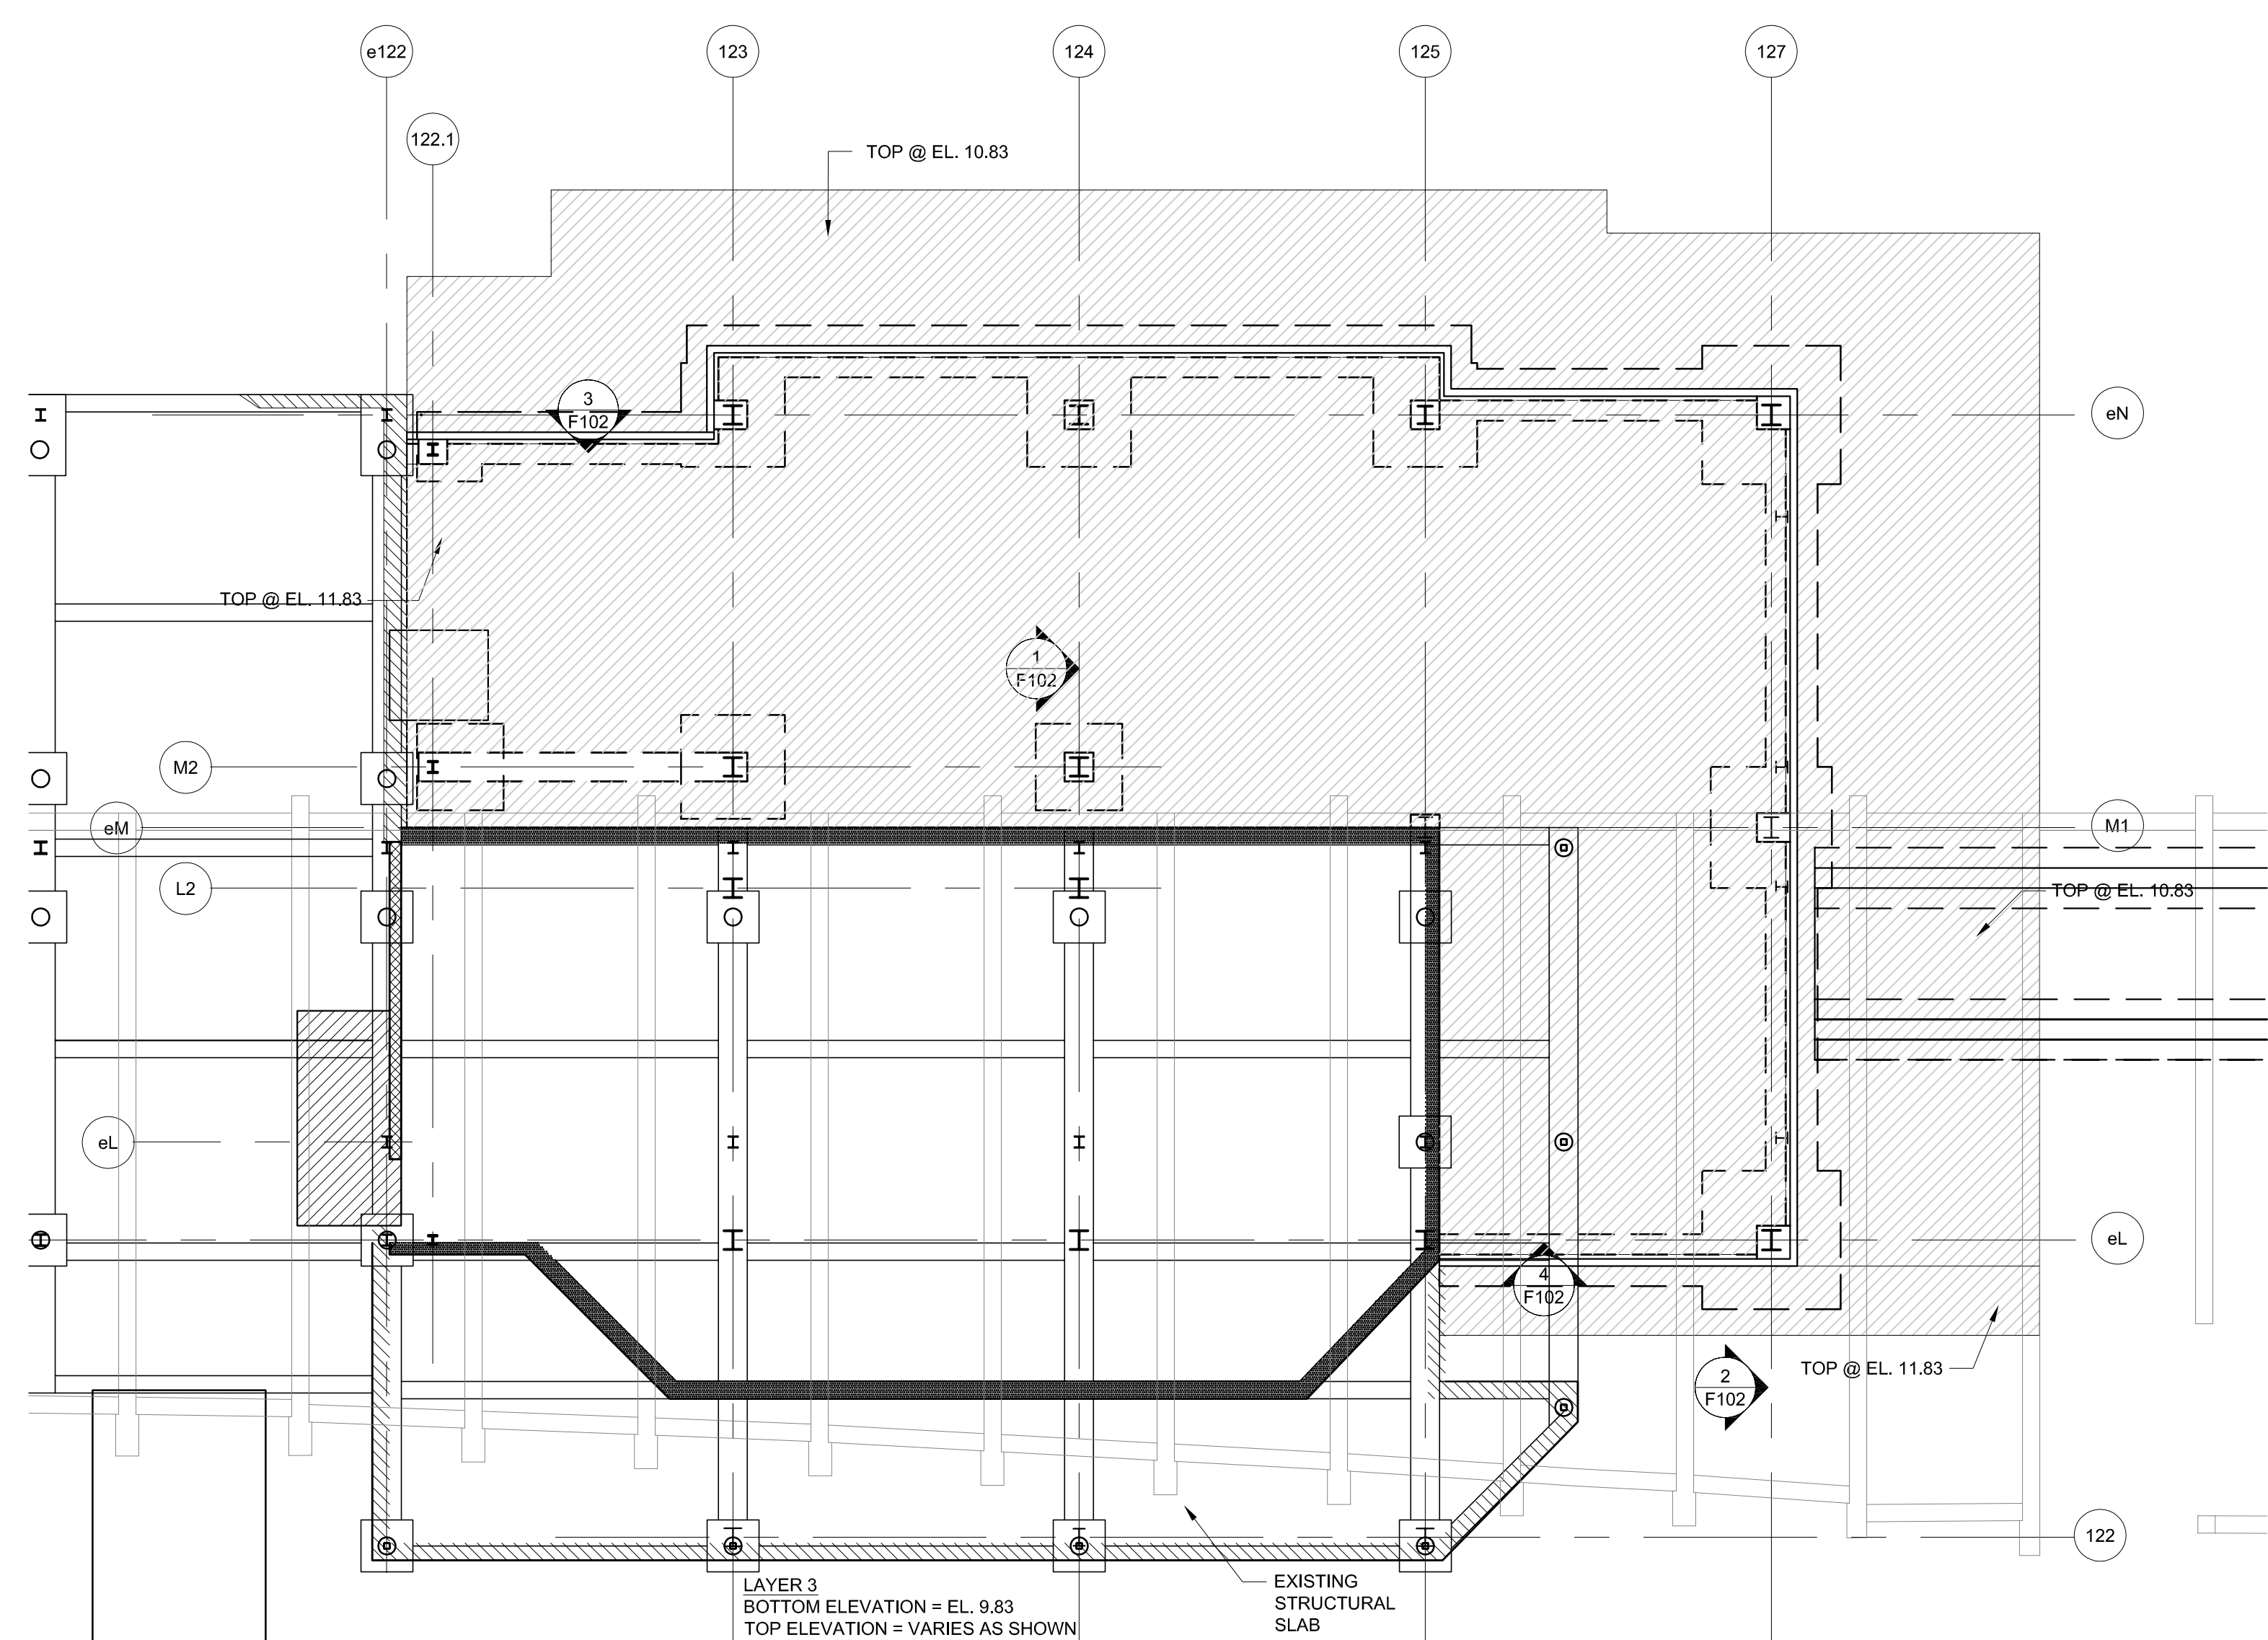 e122
123
124
125
127
122.1
TOP @ EL. 10.83
3
F102
eN
TOP @ EL. 11.83
1
F102
M2
eM
M1
L2
TOP @ EL. 10.83
eL
eL
4
F102
2
F102
TOP @ EL. 11.83
122
LAYER 3
BOTTOM ELEVATION = EL. 9.83
TOP ELEVATION = VARIES AS SHOWN
EXISTING
STRUCTURAL
SLAB